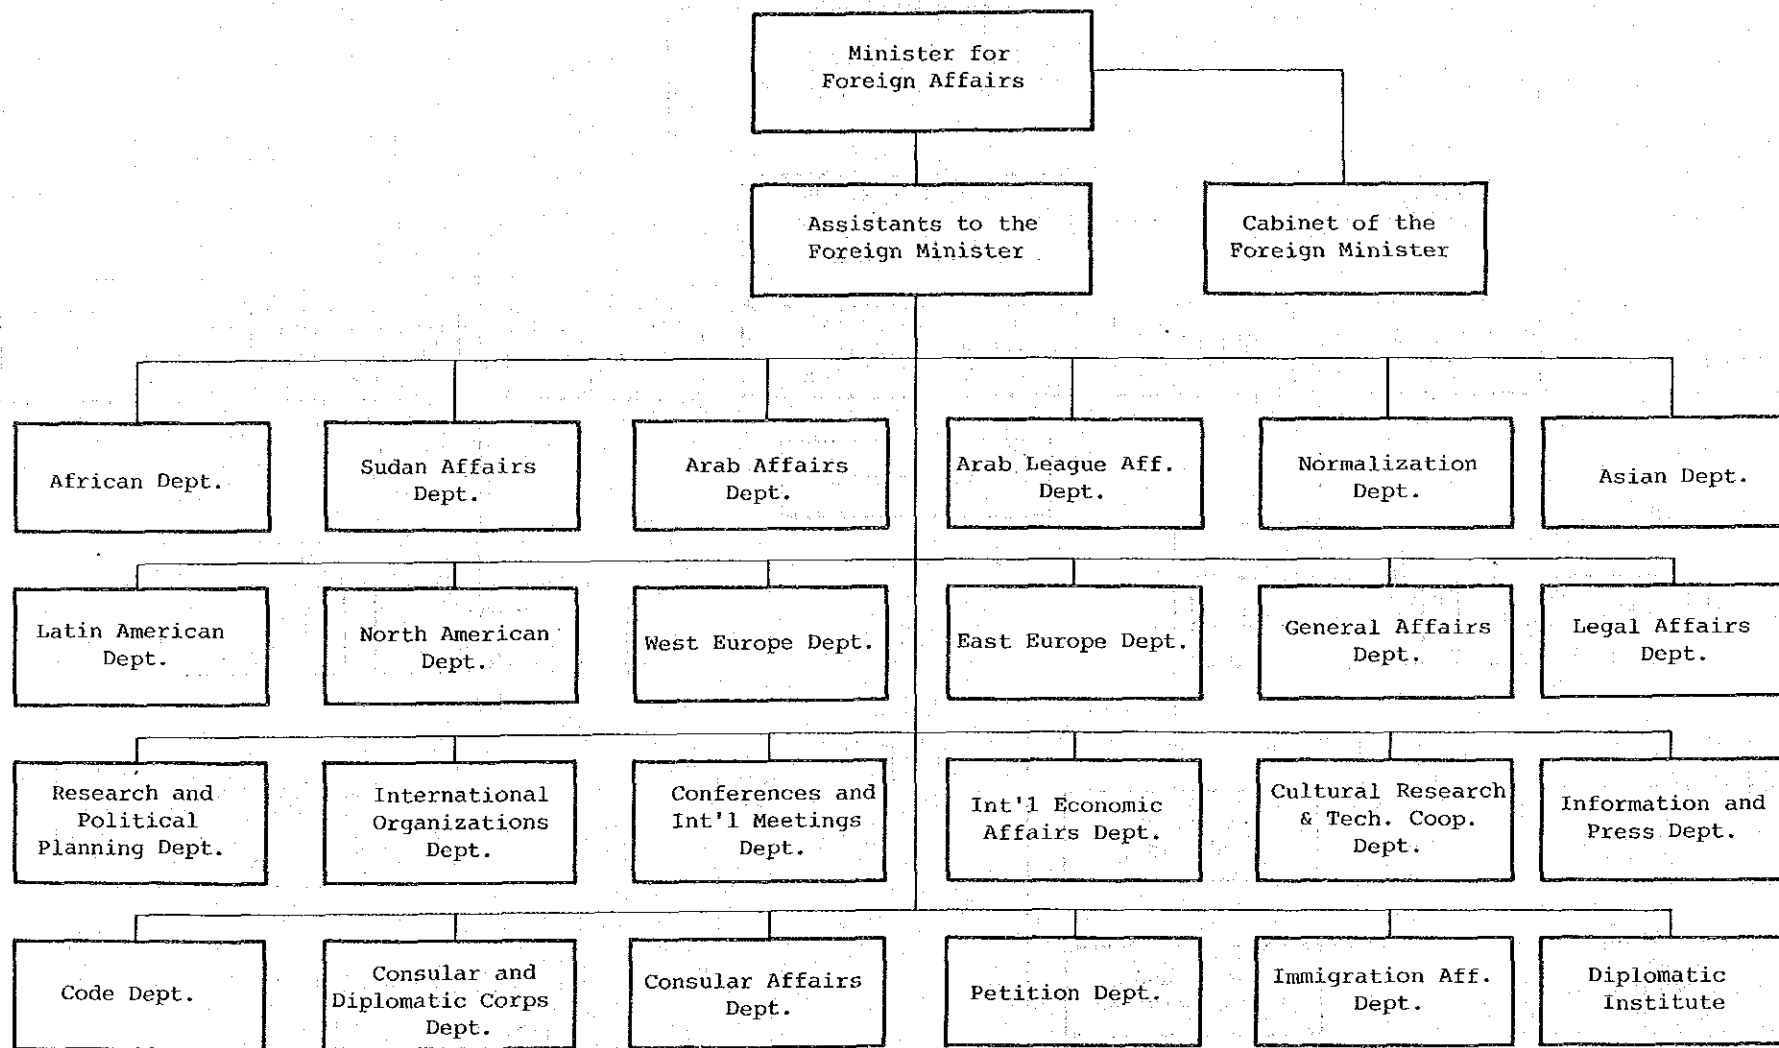 Minister for
Foreign Affairs
Assistants to the
Foreign Minister
Cabinet of the
Foreign Minister
African Dept.
Sudan Affairs
Dept.
Arab Affairs
Dept.
Arab League Aff.
Dept.
Normalization
Dept.
Asian Dept.
Latin American
Dept.
North American
Dept.
West Europe Dept.
East Europe Dept.
General Affairs
Dept.
Legal Affairs
Dept.
Research and
Political
Planning Dept.
International
Organizations
Dept.
Conferences and
Int'l Meetings
Dept.
Int'l Economic
Affairs Dept.
Cultural Research
& Tech. Coop.
Dept.
Information and
Press Dept.
Code Dept.
Consular and
Diplomatic Corps
Dept.
Consular Affairs
Dept.
Petition Dept.
Immigration Aff.
Dept.
Diplomatic
Institute